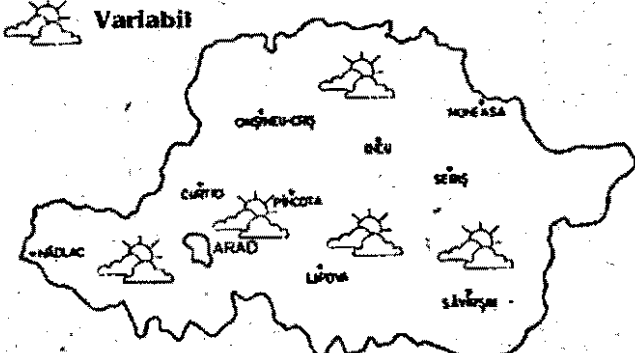 Variabil
MONEASA
CHIŞINEU-CRIŞ
INEU
SEBIŞ
CURTICI
PÎNCOTA
ARAD
NĂDLAC
LIPOVA
SĂVÎRŞIN